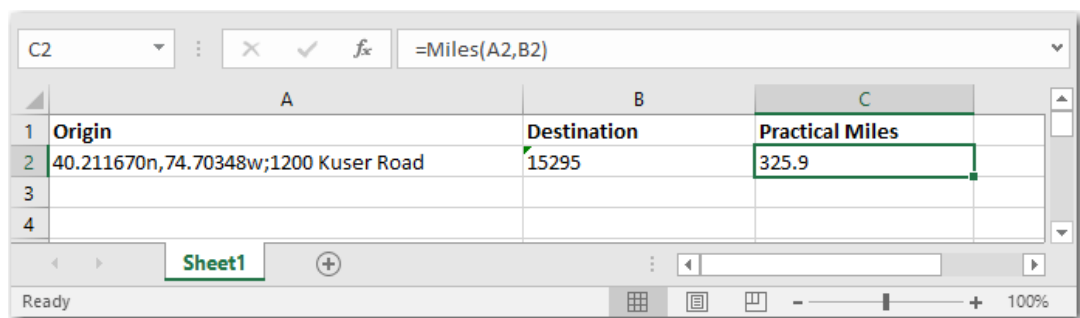 C2 fx =Miles(A2,B2)
A B C
1 Origin Destination Practical Miles
2 40.211670n,74.70348w;1200 Kuser Road 15295 325.9
3
4
Sheet1
Ready 100%